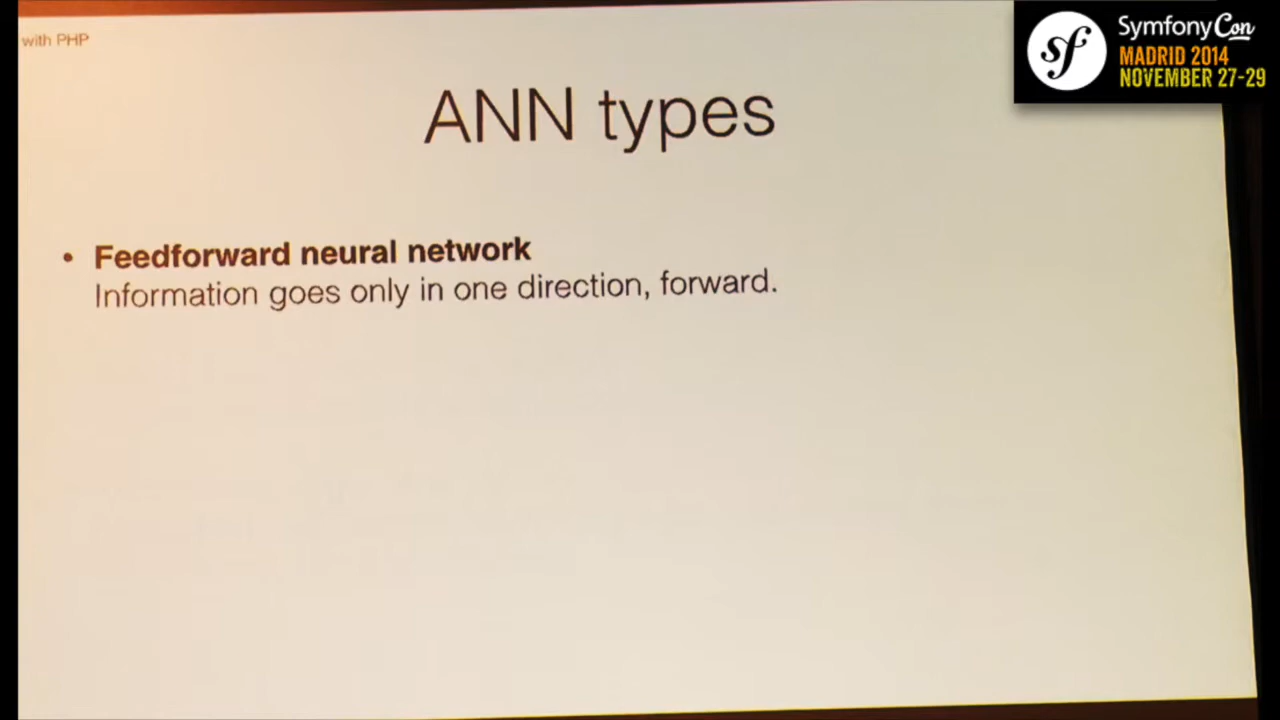 with PHP
SymfonyCon
MADRID 2014
NOVEMBER 27-29
ANN types
• Feedforward neural network
Information goes only in one direction, forward.